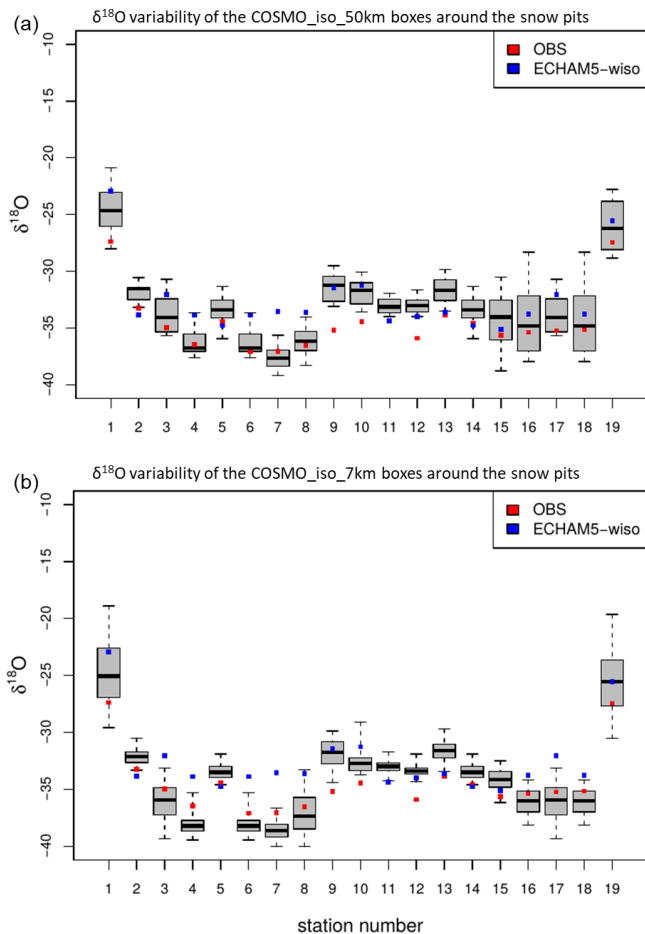 (a) δ¹⁸O variability of the COSMO_iso_50km boxes around the snow pits
OBS
ECHAM5−wiso
−10
−15
−20
−25
−30
−35
−40
δ¹⁸O
1 2 3 4 5 6 7 8 9 10 11 12 13 14 15 16 17 18 19
(b) δ¹⁸O variability of the COSMO_iso_7km boxes around the snow pits
OBS
ECHAM5−wiso
−10
−15
−20
−25
−30
−35
−40
δ¹⁸O
1 2 3 4 5 6 7 8 9 10 11 12 13 14 15 16 17 18 19
station number